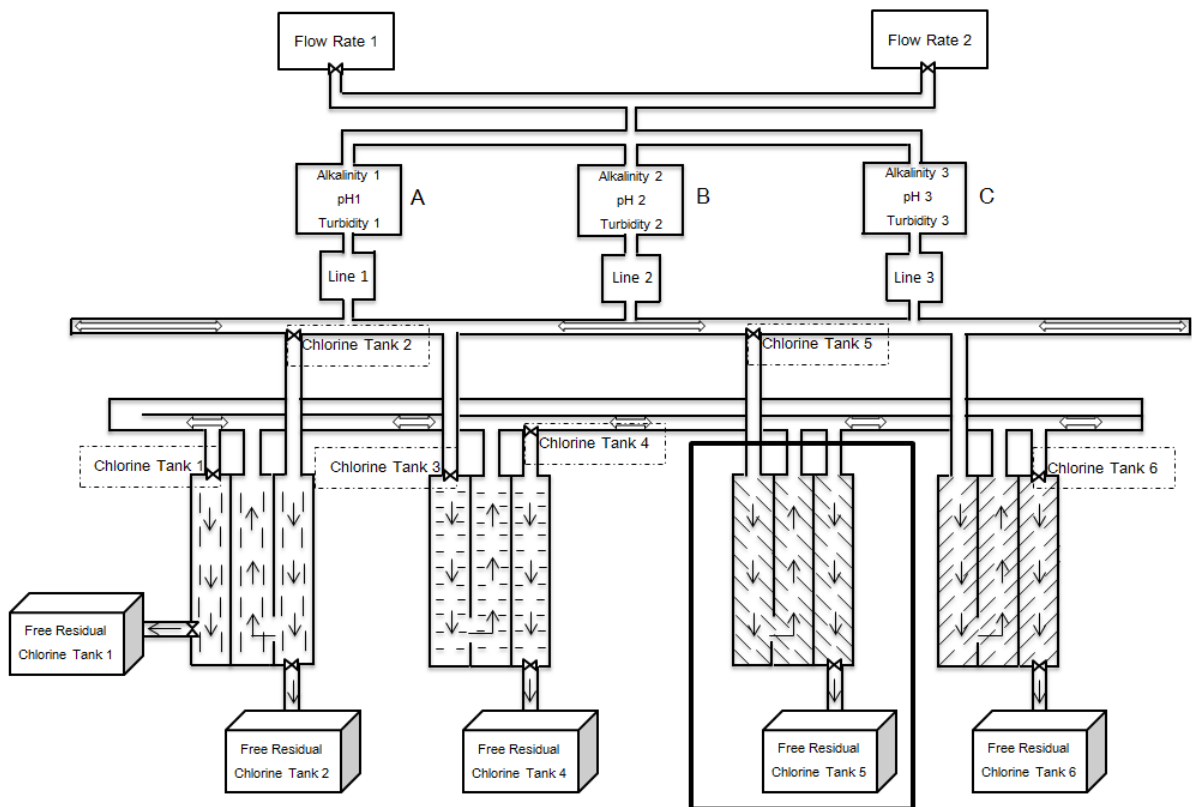 Flow Rate 1
Flow Rate 2
Alkalinity 1
pH1
Turbidity 1
A
Alkalinity 2
pH 2
Turbidity 2
B
Alkalinity 3
pH 3
Turbidity 3
C
Line 1
Line 2
Line 3
Chlorine Tank 2
Chlorine Tank 5
Chlorine Tank 1
Chlorine Tank 3
Chlorine Tank 4
Chlorine Tank 6
Free Residual
Chlorine Tank 1
Free Residual
Chlorine Tank 2
Free Residual
Chlorine Tank 4
Free Residual
Chlorine Tank 5
Free Residual
Chlorine Tank 6